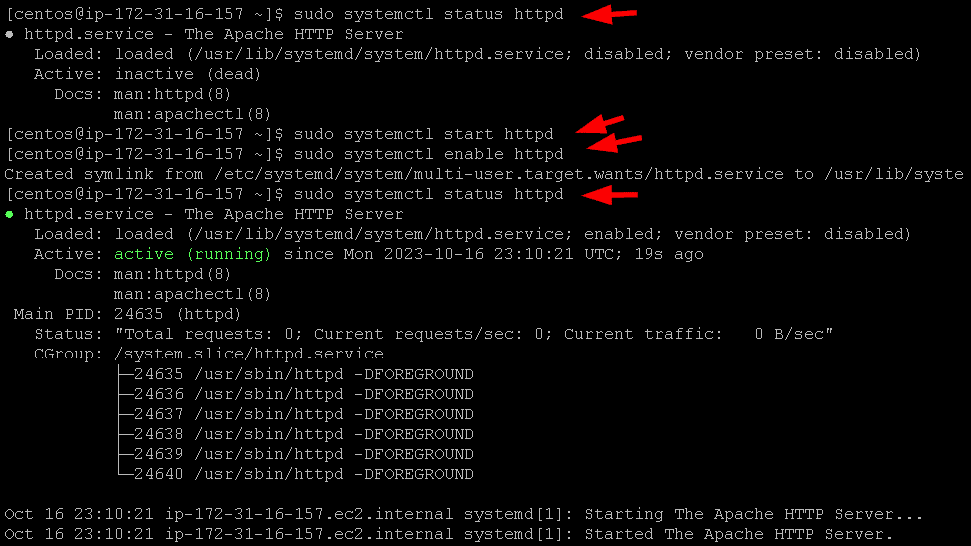 [centos@ip-172-31-16-157 ~]$ sudo systemctl status httpd
● httpd.service - The Apache HTTP Server
   Loaded: loaded (/usr/lib/systemd/system/httpd.service; disabled; vendor preset: disabled)
   Active: inactive (dead)
     Docs: man:httpd(8)
           man:apachectl(8)
[centos@ip-172-31-16-157 ~]$ sudo systemctl start httpd
[centos@ip-172-31-16-157 ~]$ sudo systemctl enable httpd
Created symlink from /etc/systemd/system/multi-user.target.wants/httpd.service to /usr/lib/syste
[centos@ip-172-31-16-157 ~]$ sudo systemctl status httpd
● httpd.service - The Apache HTTP Server
   Loaded: loaded (/usr/lib/systemd/system/httpd.service; enabled; vendor preset: disabled)
   Active: active (running) since Mon 2023-10-16 23:10:21 UTC; 19s ago
     Docs: man:httpd(8)
           man:apachectl(8)
 Main PID: 24635 (httpd)
   Status: "Total requests: 0; Current requests/sec: 0; Current traffic:   0 B/sec"
   CGroup: /system.slice/httpd.service
           ├─24635 /usr/sbin/httpd -DFOREGROUND
           ├─24636 /usr/sbin/httpd -DFOREGROUND
           ├─24637 /usr/sbin/httpd -DFOREGROUND
           ├─24638 /usr/sbin/httpd -DFOREGROUND
           ├─24639 /usr/sbin/httpd -DFOREGROUND
           └─24640 /usr/sbin/httpd -DFOREGROUND

Oct 16 23:10:21 ip-172-31-16-157.ec2.internal systemd[1]: Starting The Apache HTTP Server...
Oct 16 23:10:21 ip-172-31-16-157.ec2.internal systemd[1]: Started The Apache HTTP Server.